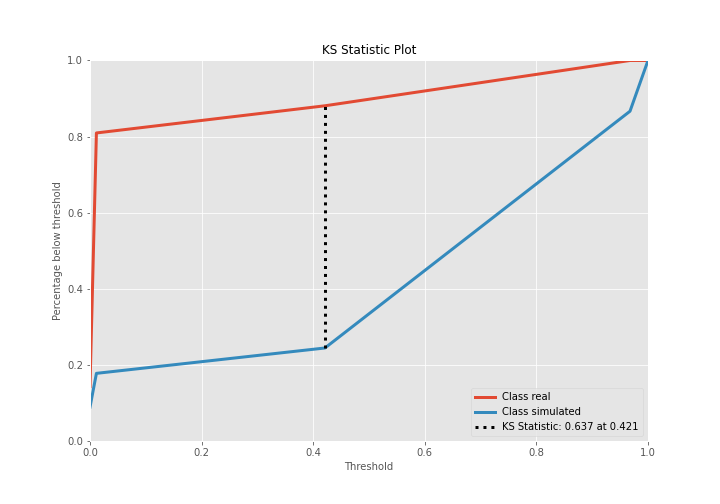 KS Statistic Plot
1.0
0.8
0.6
0.4
0.2
0.0
Percentage below threshold
0.0 0.2 0.4 0.6 0.8 1.0
Threshold
Class real
Class simulated
KS Statistic: 0.637 at 0.421